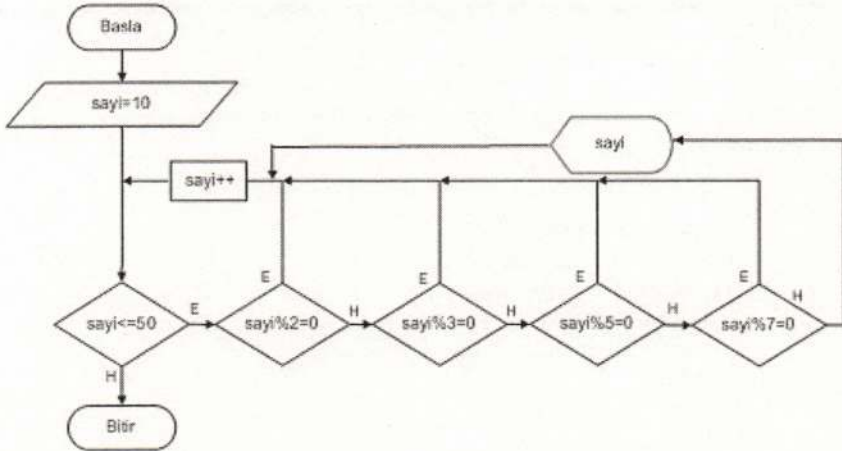 Basla
sayi=10
sayi
sayi++
E
E
E
E
sayi<=50
E
sayi%2=0
H
sayi%3=0
H
sayi%5=0
H
sayi%7=0
H
H
Bitir